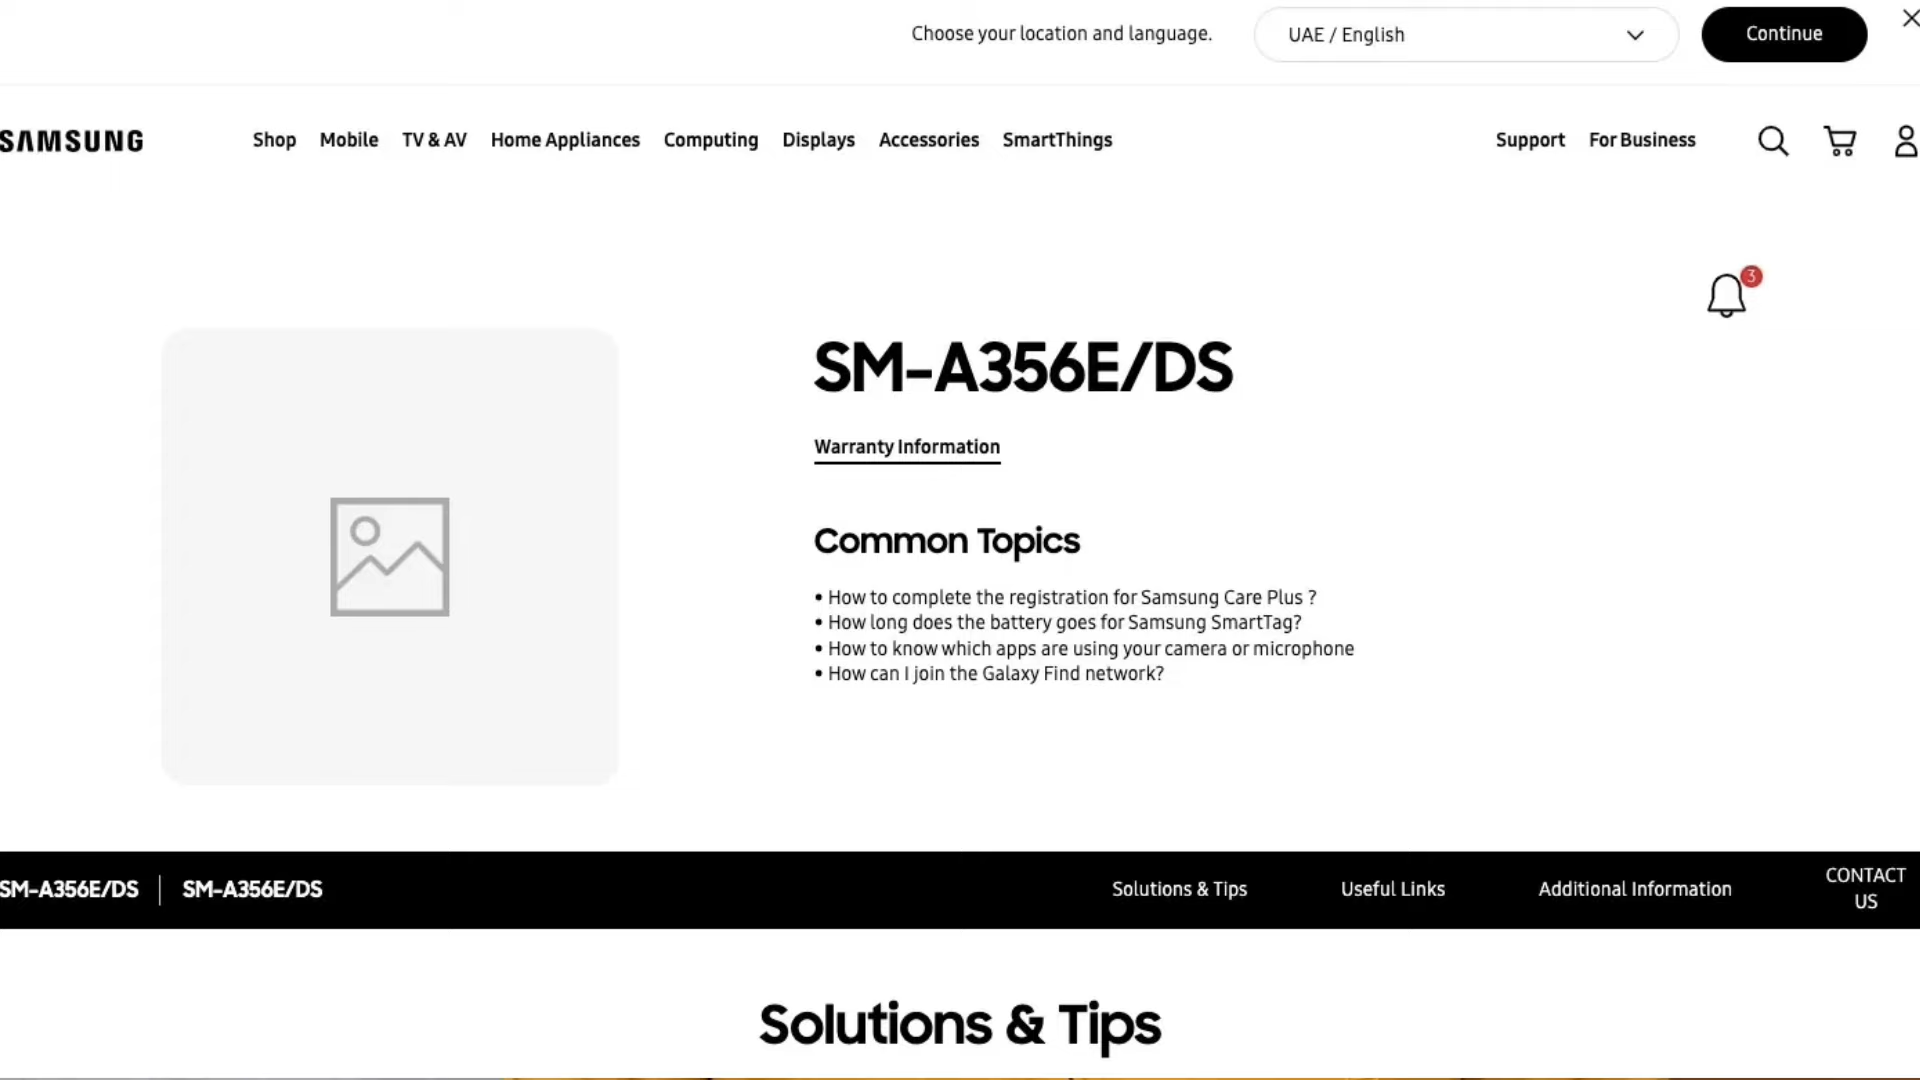 Choose your location and language.
UAE / English
Continue
SAMSUNG
Shop
Mobile
TV & AV
Home Appliances
Computing
Displays
Accessories
SmartThings
Support
For Business
3
SM-A356E/DS
Warranty Information
Common Topics
• How to complete the registration for Samsung Care Plus ?
• How long does the battery goes for Samsung SmartTag?
• How to know which apps are using your camera or microphone
• How can I join the Galaxy Find network?
SM-A356E/DS
SM-A356E/DS
Solutions & Tips
Useful Links
Additional Information
CONTACT
US
Solutions & Tips